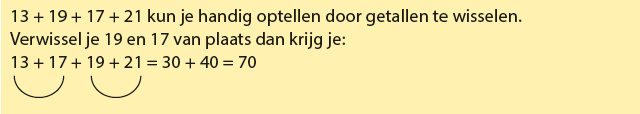 13 + 19 + 17 + 21 kun je handig optellen door getallen te wisselen.
Verwissel je 19 en 17 van plaats dan krijg je:
13 + 17 + 19 + 21 = 30 + 40 = 70